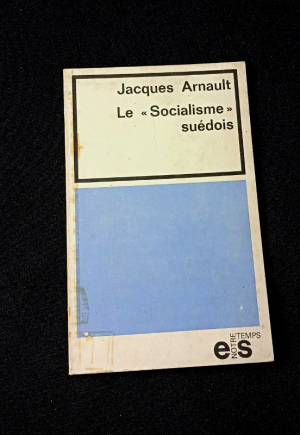 Jacques Arnault
Le « Socialisme »
suédois
es
NOTRE
TEMPS